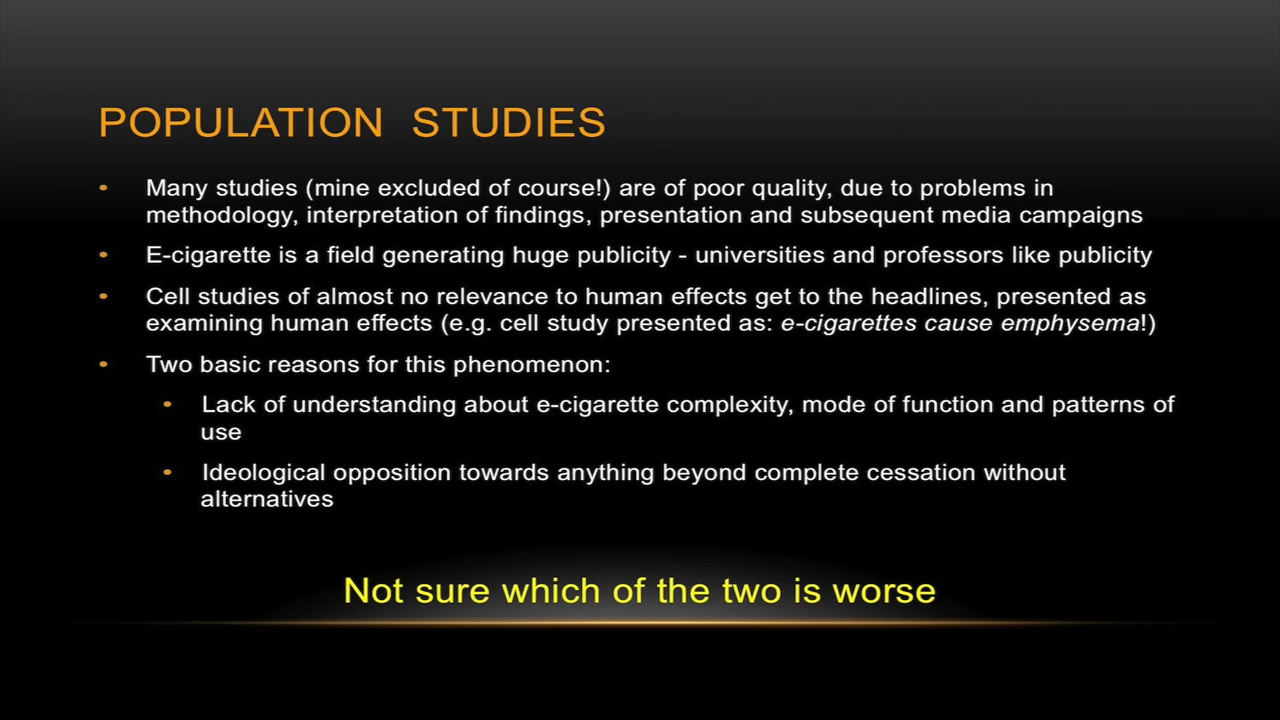 POPULATION STUDIES
• Many studies (mine excluded of course!) are of poor quality, due to problems in
methodology, interpretation of findings, presentation and subsequent media campaigns
• E-cigarette is a field generating huge publicity - universities and professors like publicity
• Cell studies of almost no relevance to human effects get to the headlines, presented as
examining human effects (e.g. cell study presented as: e-cigarettes cause emphysema!)
• Two basic reasons for this phenomenon:
• Lack of understanding about e-cigarette complexity, mode of function and patterns of
use
• Ideological opposition towards anything beyond complete cessation without
alternatives
Not sure which of the two is worse